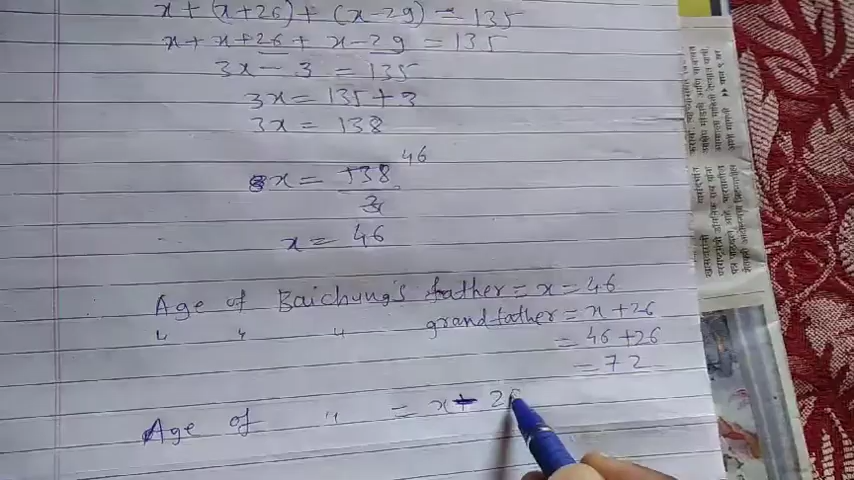 x + (x+26) + (x-29) = 135
x + x+26 + x-29 = 135
3x - 3 = 135
3x = 135 + 3
3x = 138
46
x = 138
3
x = 46
Age of Baichung's father = x = 46
" " " grandfather = x + 26
= 46 + 26
= 72
Age of " = x - 2